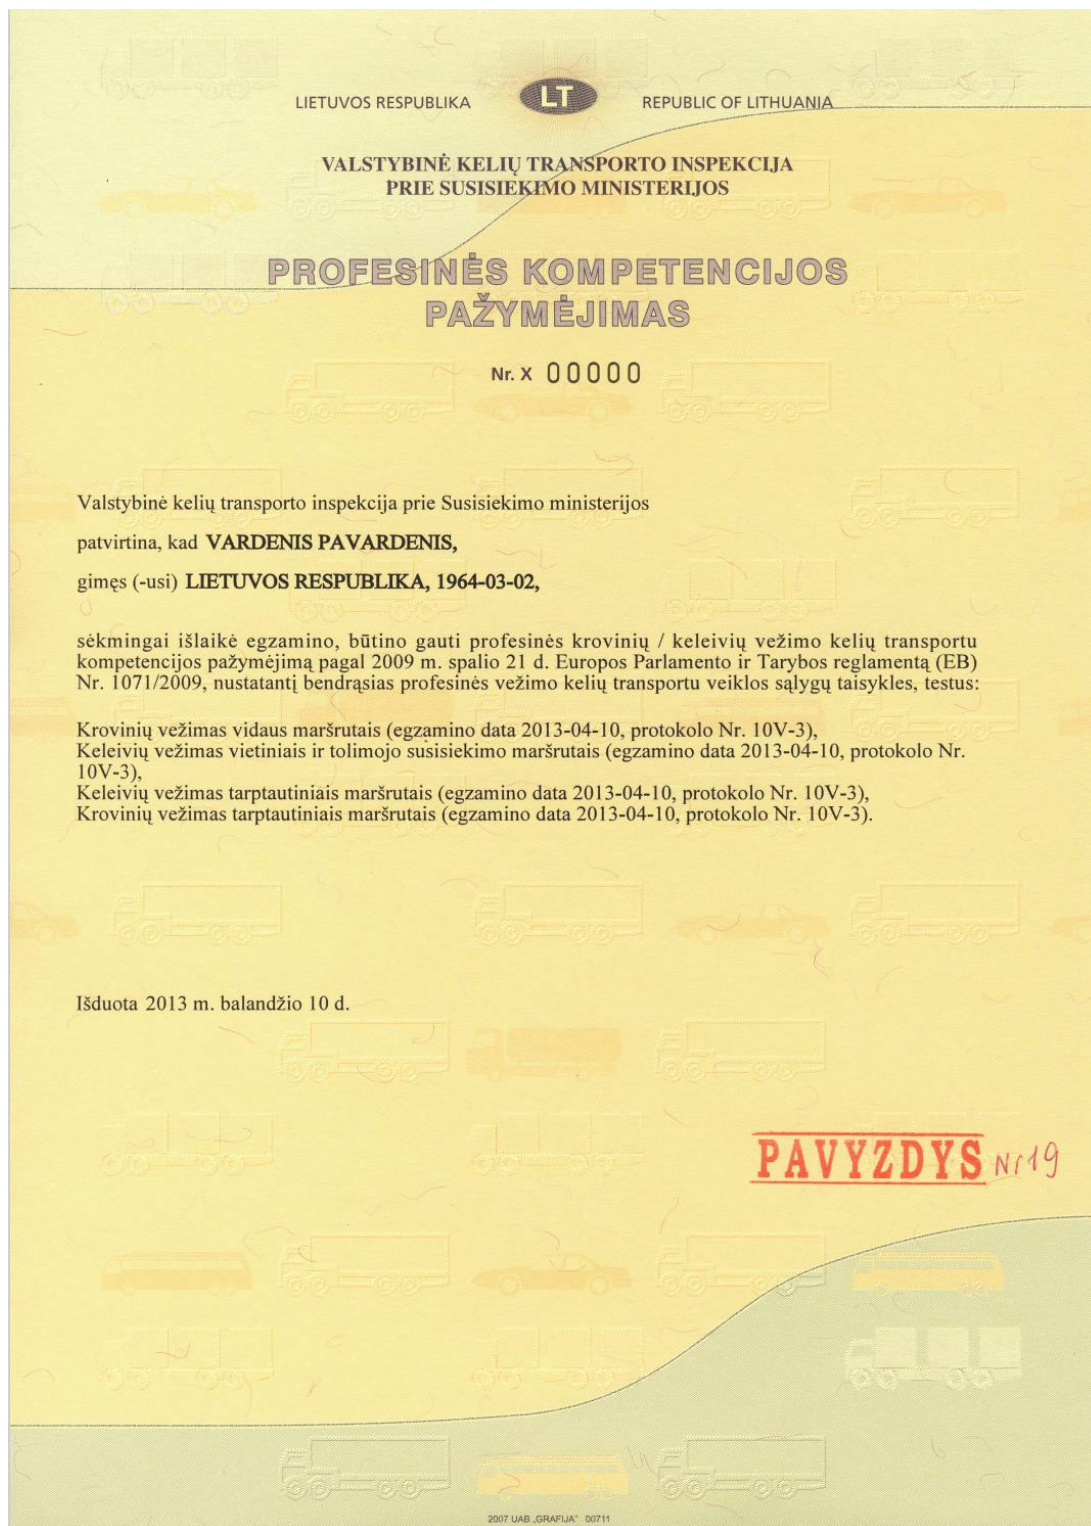 LIETUVOS RESPUBLIKA LT REPUBLIC OF LITHUANIA
VALSTYBINĖ KELIŲ TRANSPORTO INSPEKCIJA
PRIE SUSISIEKIMO MINISTERIJOS
PROFESINĖS KOMPETENCIJOS
PAŽYMĖJIMAS
Nr. X 00000
Valstybinė kelių transporto inspekcija prie Susisiekimo ministerijos
patvirtina, kad VARDENIS PAVARDENIS,
gimęs (-usi) LIETUVOS RESPUBLIKA, 1964-03-02,
sėkmingai išlaikė egzamino, būtino gauti profesinės krovinių / keleivių vežimo kelių transportu
kompetencijos pažymėjimą pagal 2009 m. spalio 21 d. Europos Parlamento ir Tarybos reglamentą (EB)
Nr. 1071/2009, nustatantį bendrąsias profesinės vežimo kelių transportu veiklos sąlygų taisykles, testus:
Krovinių vežimas vidaus maršrutais (egzamino data 2013-04-10, protokolo Nr. 10V-3),
Keleivių vežimas vietiniais ir tolimojo susisiekimo maršrutais (egzamino data 2013-04-10, protokolo Nr.
10V-3),
Keleivių vežimas tarptautiniais maršrutais (egzamino data 2013-04-10, protokolo Nr. 10V-3),
Krovinių vežimas tarptautiniais maršrutais (egzamino data 2013-04-10, protokolo Nr. 10V-3).
Išduota 2013 m. balandžio 10 d.
PAVYZDYS Nr 19
2007 UAB „GRAFIJA" 00711